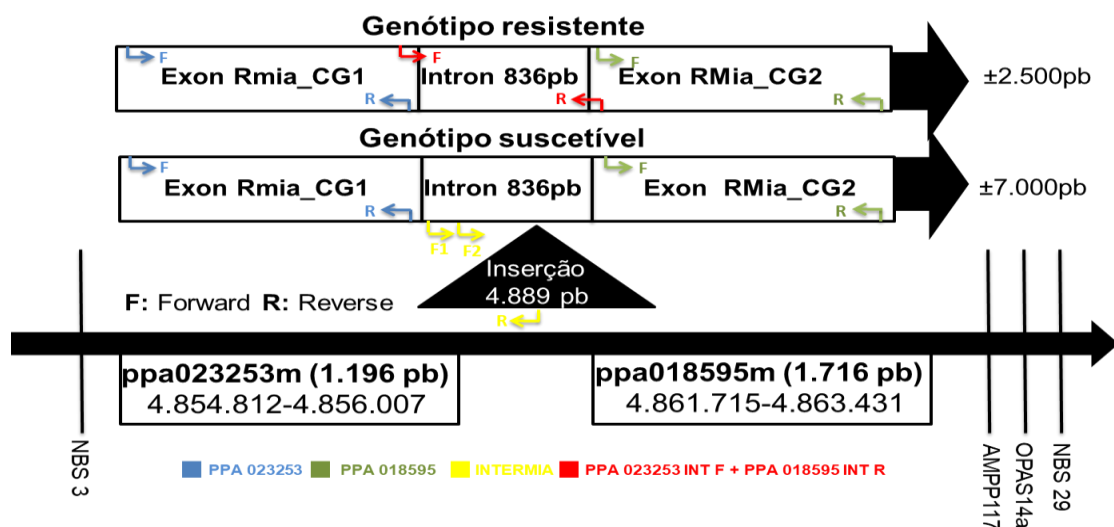 Genótipo resistente
F F F
Exon Rmia_CG1 Intron 836pb Exon RMia_CG2
R R R
±2.500pb
Genótipo suscetível
F F
Exon Rmia_CG1 Intron 836pb Exon RMia_CG2
R R
±7.000pb
F1 F2
Inserção
4.889 pb
F: Forward R: Reverse
R
ppa023253m (1.196 pb)
4.854.812-4.856.007
ppa018595m (1.716 pb)
4.861.715-4.863.431
NBS 3
AMPP117
OPAS14a
NBS 29
PPA 023253 PPA 018595 INTERMIA PPA 023253 INT F + PPA 018595 INT R